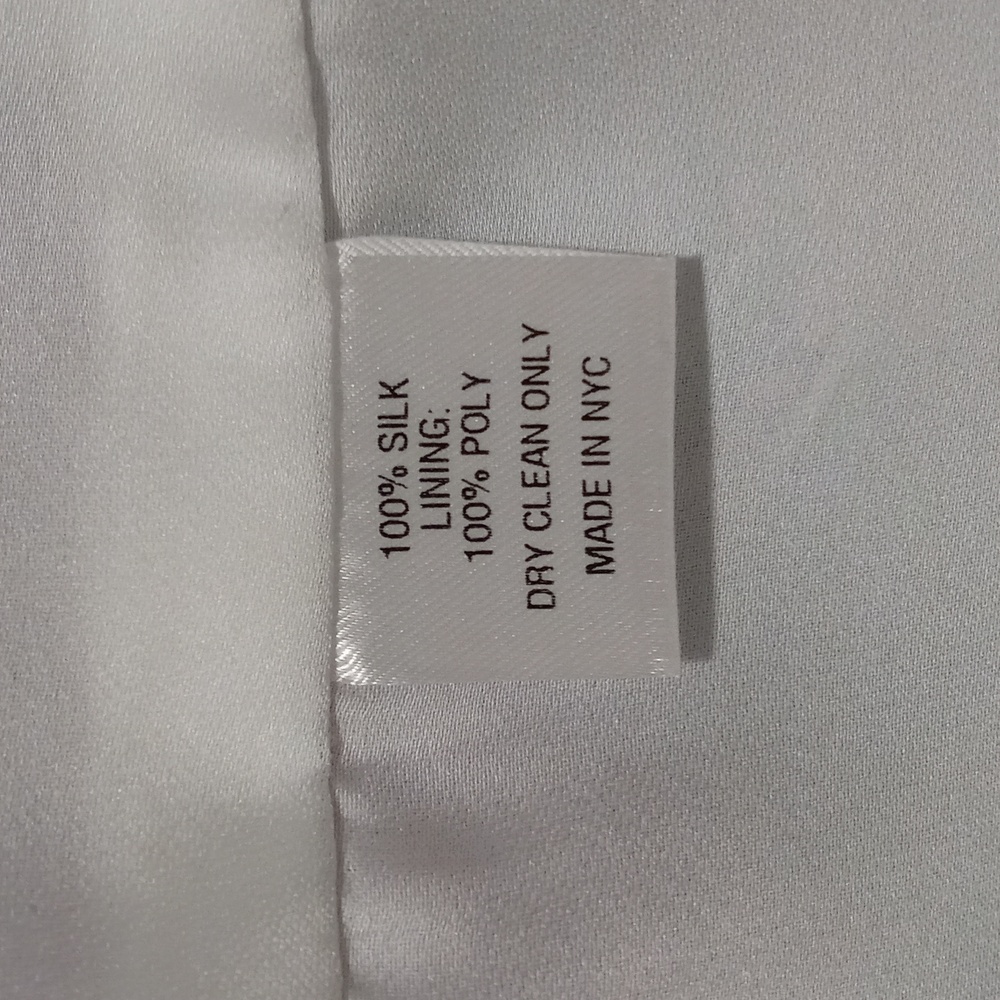 100% SILK
LINING:
100% POLY
DRY CLEAN ONLY
MADE IN NYC